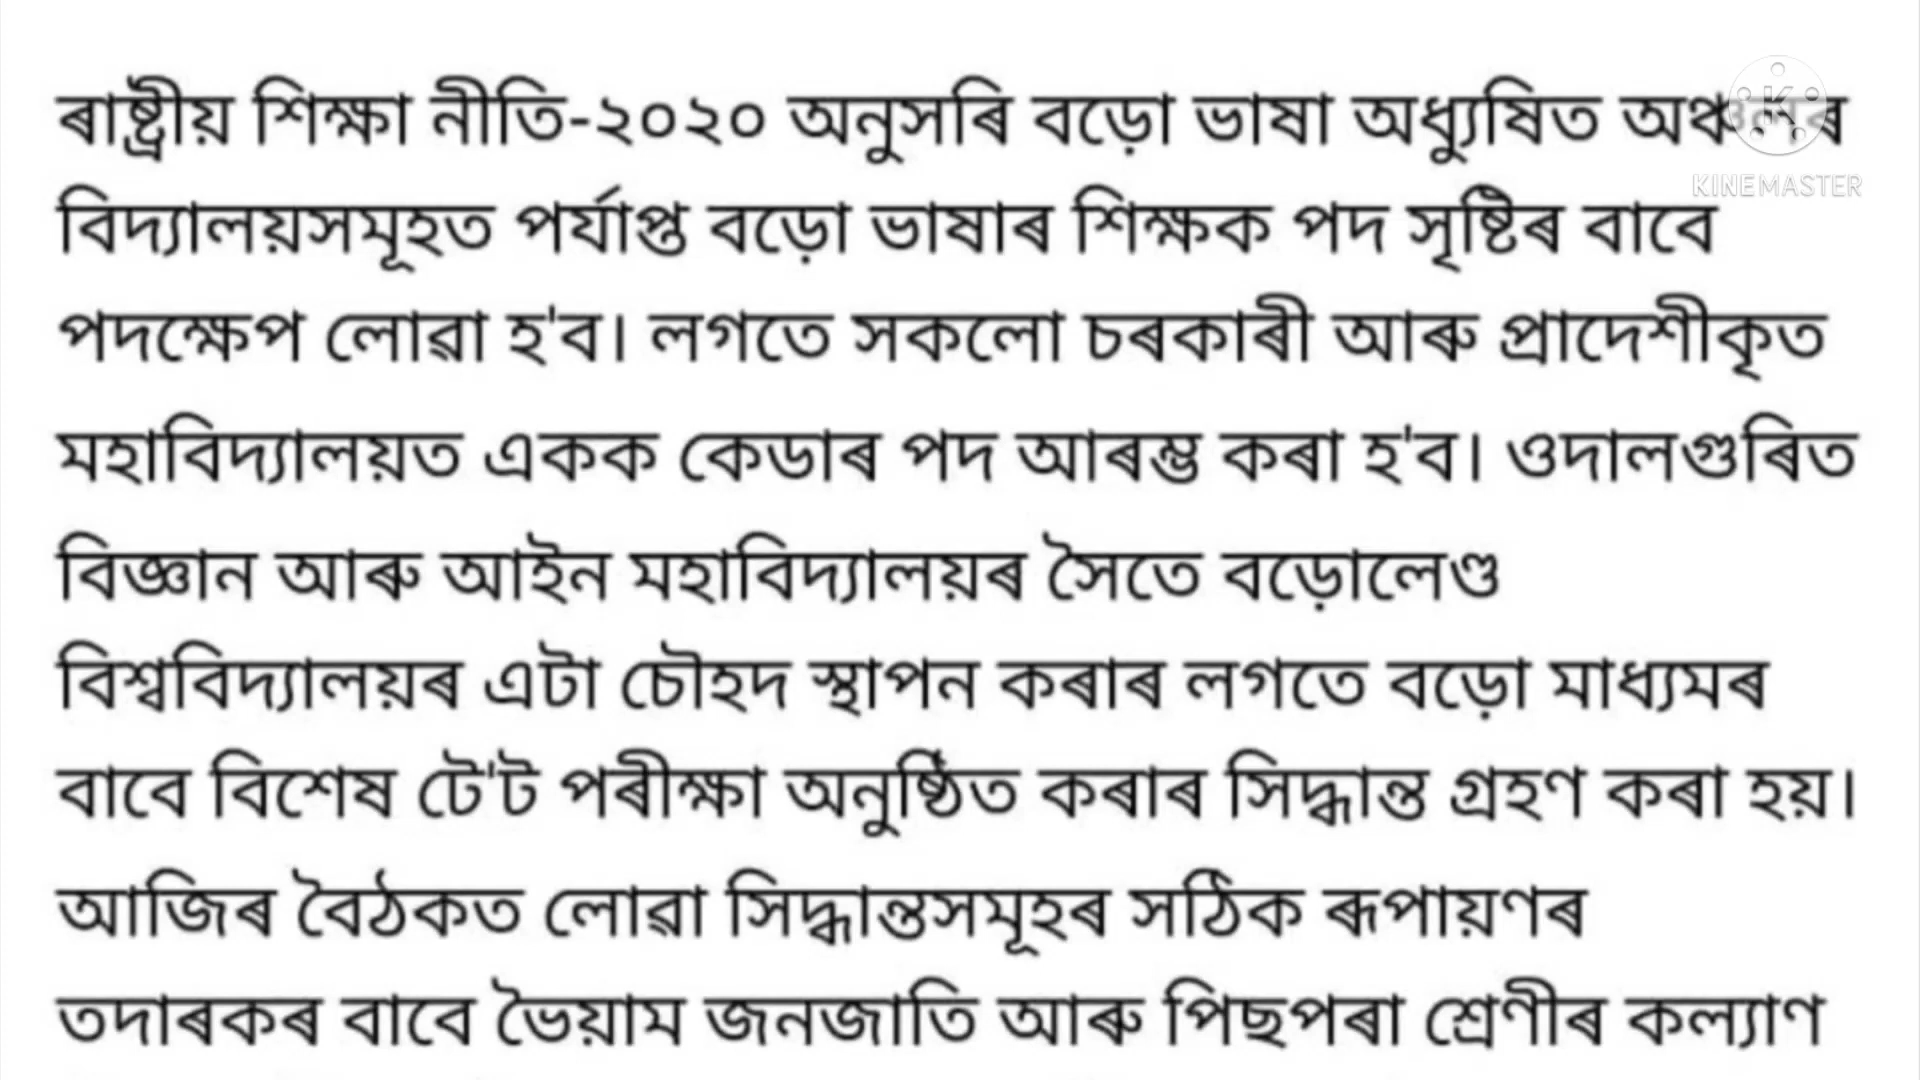 ৰাষ্ট্ৰীয় শিক্ষা নীতি-২০২০ অনুসৰি বড়ো ভাষা অধ্যুষিত অঞ্চলৰ
KINEMASTER
বিদ্যালয়সমূহত পৰ্যাপ্ত বড়ো ভাষাৰ শিক্ষক পদ সৃষ্টিৰ বাবে
পদক্ষেপ লোৱা হ'ব। লগতে সকলো চৰকাৰী আৰু প্ৰাদেশীকৃত
মহাবিদ্যালয়ত একক কেডাৰ পদ আৰম্ভ কৰা হ'ব। ওদালগুৰিত
বিজ্ঞান আৰু আইন মহাবিদ্যালয়ৰ সৈতে বড়োলেণ্ড
বিশ্ববিদ্যালয়ৰ এটা চৌহদ স্থাপন কৰাৰ লগতে বড়ো মাধ্যমৰ
বাবে বিশেষ টে'ট পৰীক্ষা অনুষ্ঠিত কৰাৰ সিদ্ধান্ত গ্ৰহণ কৰা হয়।
আজিৰ বৈঠকত লোৱা সিদ্ধান্তসমূহৰ সঠিক ৰূপায়ণৰ
তদাৰকৰ বাবে ভৈয়াম জনজাতি আৰু পিছপৰা শ্ৰেণীৰ কল্যাণ